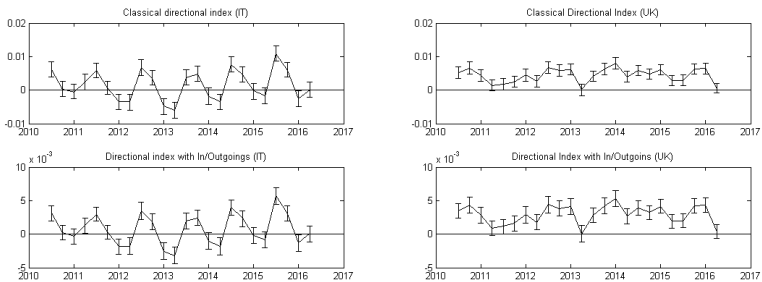 Classical directional index (IT)
0.02
0.01
0
-0.01
2010 2011 2012 2013 2014 2015 2016 2017
Classical Directional Index (UK)
0.02
0.01
0
-0.01
2010 2011 2012 2013 2014 2015 2016 2017
Directional index with In/Outgoings (IT)
x 10^-3
10
5
0
-5
2010 2011 2012 2013 2014 2015 2016 2017
Directional Index with In/Outgoins (UK)
x 10^-3
10
5
0
-5
2010 2011 2012 2013 2014 2015 2016 2017